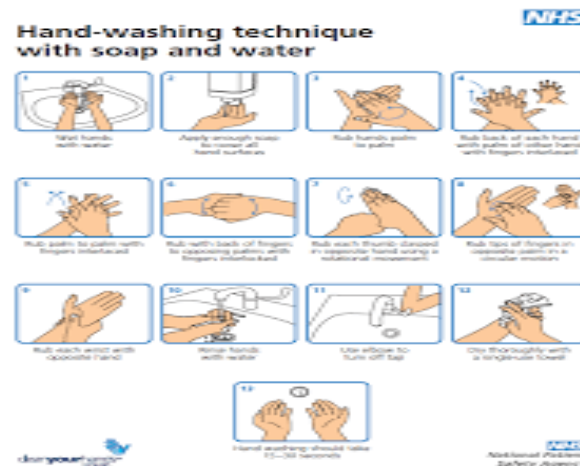 NHS
Hand-washing technique
with soap and water
1
Wet hands
with water
2
Apply enough soap
to cover all
hand surfaces
3
Rub hands palm
to palm
4
Rub back of each hand
with palm of other hand
with fingers interlaced
5
Rub palm to palm with
fingers interlaced
6
Rub with back of fingers
to opposing palms with
fingers interlocked
7
Rub each thumb clasped
in opposite hand using a
rotational movement
8
Rub tips of fingers in
opposite palm in a
circular motion
9
Rub each wrist with
opposite hand
10
Rinse hands
with water
11
Use elbow to
turn off tap
12
Dry thoroughly with
a single-use towel
13
Hand washing should take
15–30 seconds
cleanyourhands
NHS
National Patient
Safety Agency